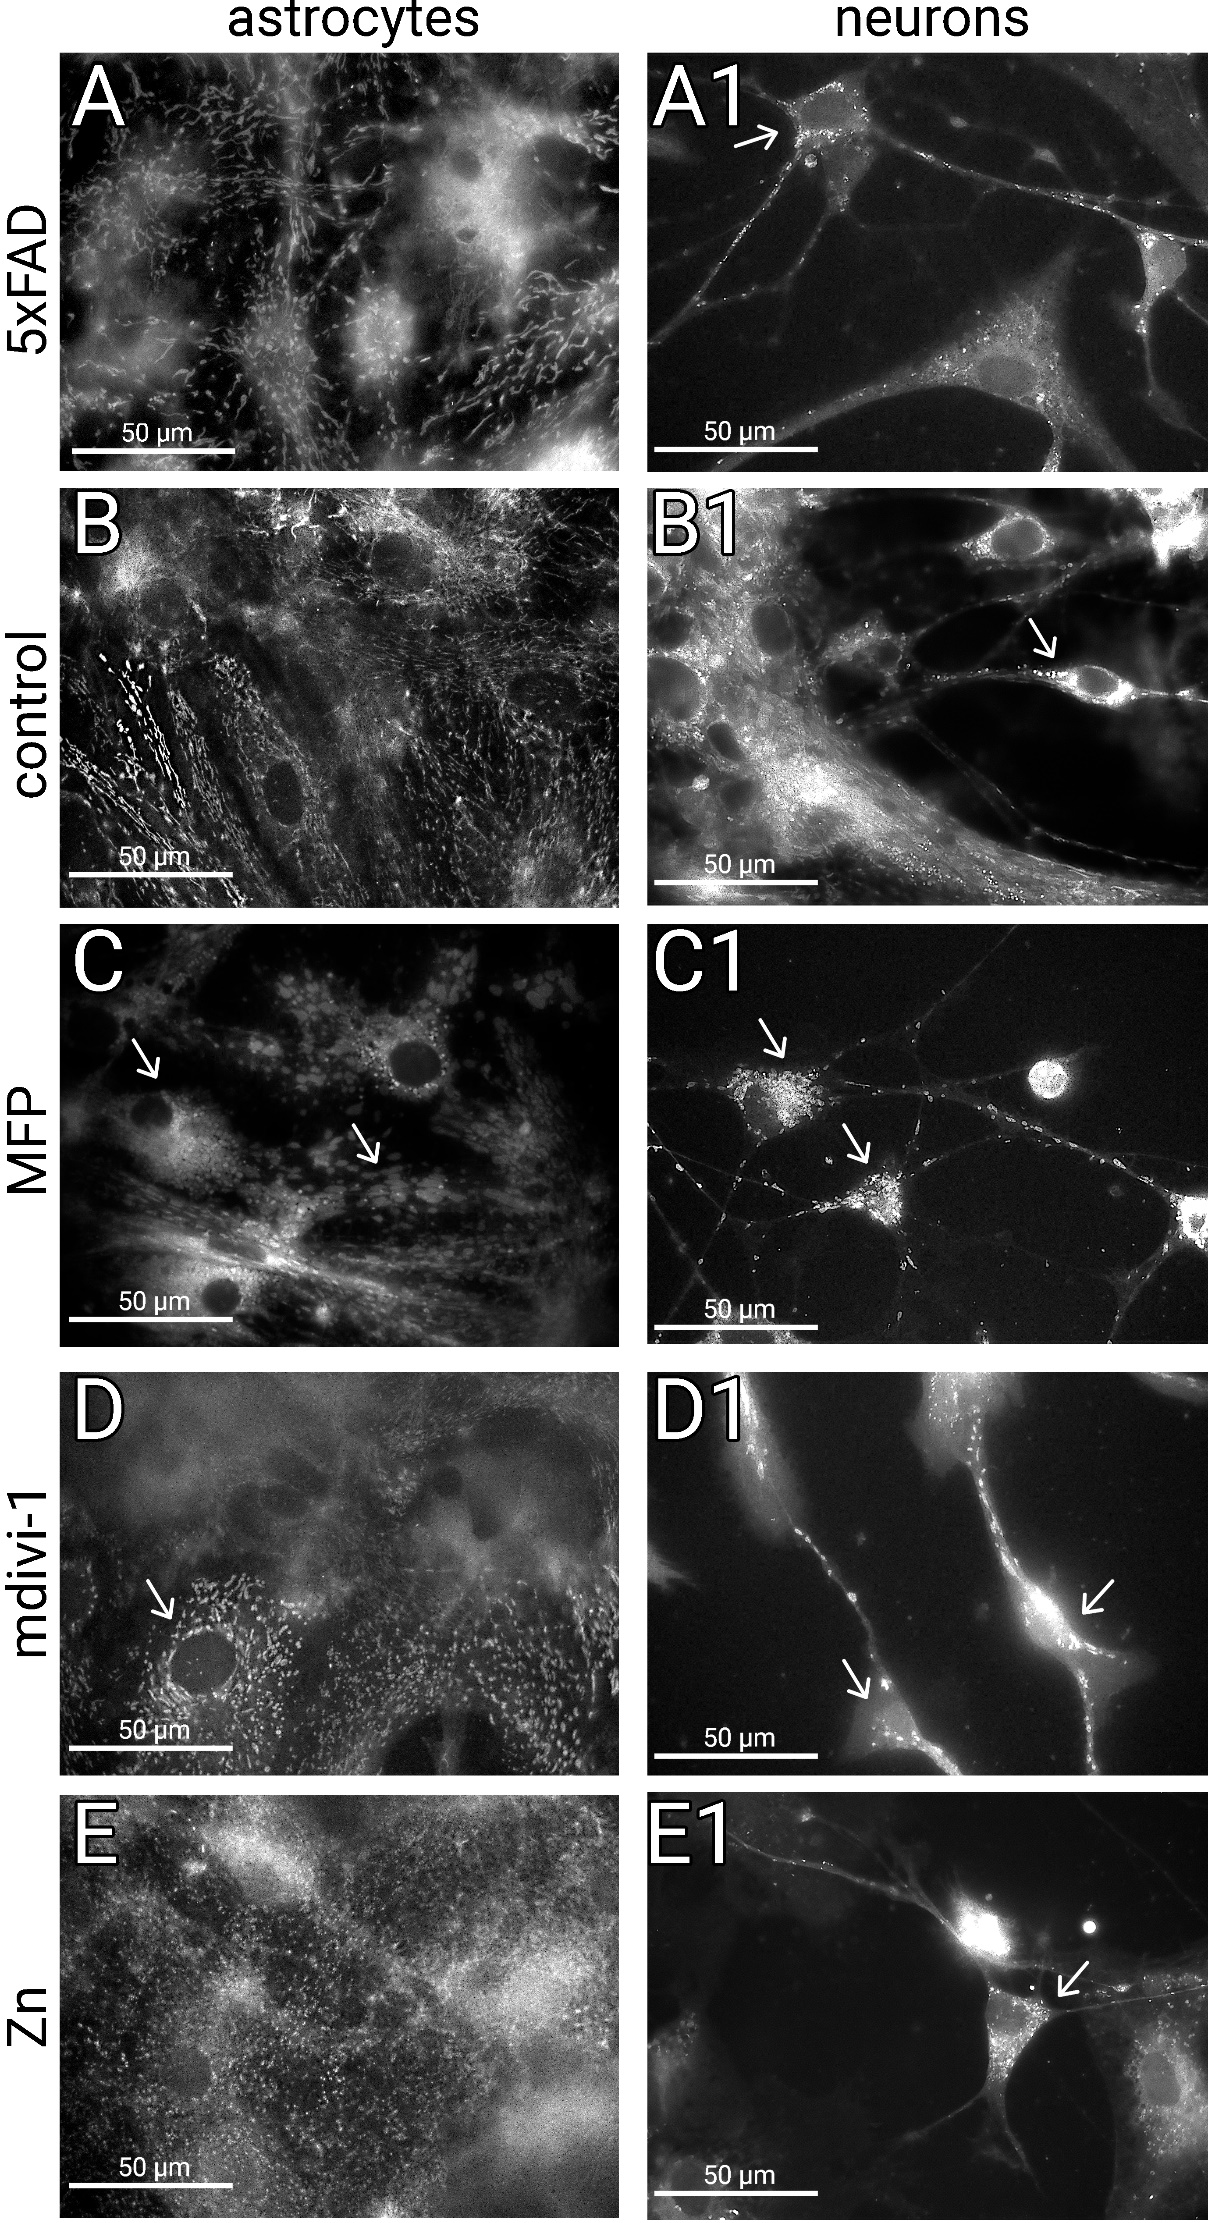 astrocytes
neurons
5xFAD
A
50 µm
A1
50 µm
control
B
50 µm
B1
50 µm
MFP
C
50 µm
C1
50 µm
mdivi-1
D
50 µm
D1
50 µm
Zn
E
50 µm
E1
50 µm